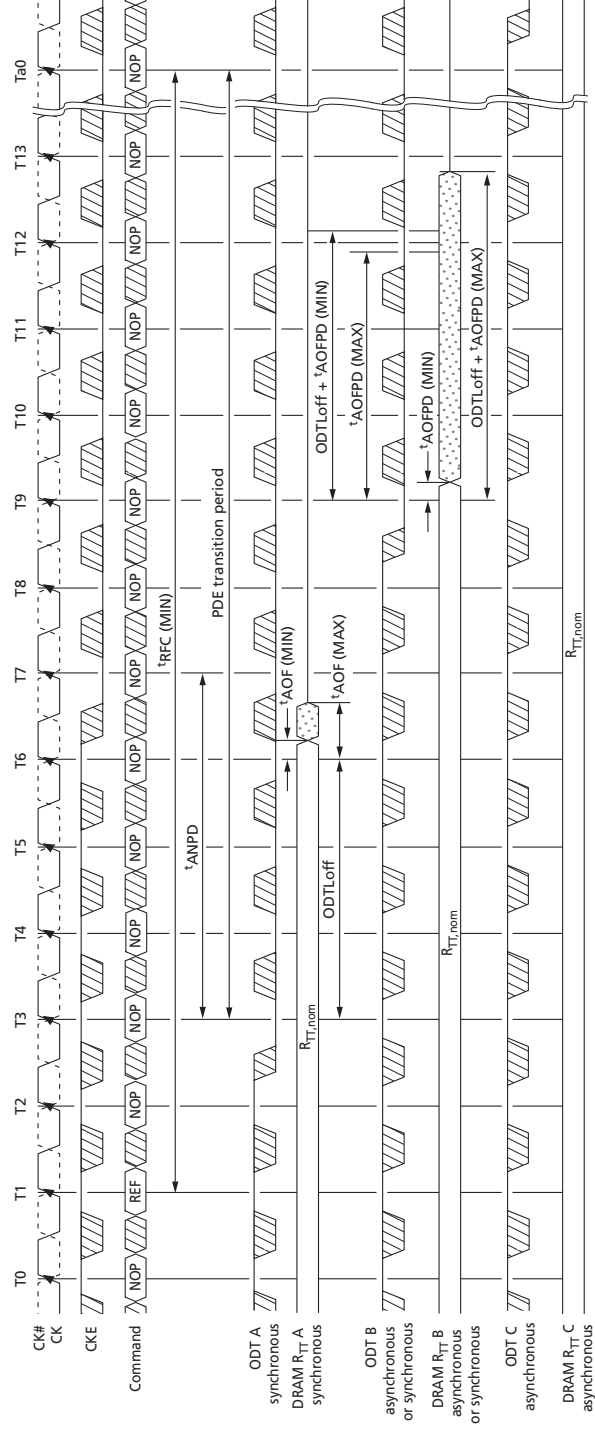 T0 T1 T2 T3 T4 T5 T6 T7 T8 T9 T10 T11 T12 T13 Ta0
CK#
CK
CKE
Command
NOP REF NOP NOP NOP NOP NOP NOP NOP NOP NOP NOP NOP NOP NOP
tRFC (MIN)
tANPD
PDE transition period
ODT A
synchronous
DRAM RTT A
synchronous
RTT,nom
tAOF (MIN)
ODTLoff
tAOF (MAX)
ODTLoff + tAOFPD (MIN)
tAOFPD (MAX)
ODT B
asynchronous
or synchronous
tAOFPD (MIN)
DRAM RTT B
asynchronous
or synchronous
RTT,nom
ODTLoff + tAOFPD (MAX)
ODT C
asynchronous
DRAM RTT C
asynchronous
RTT,nom